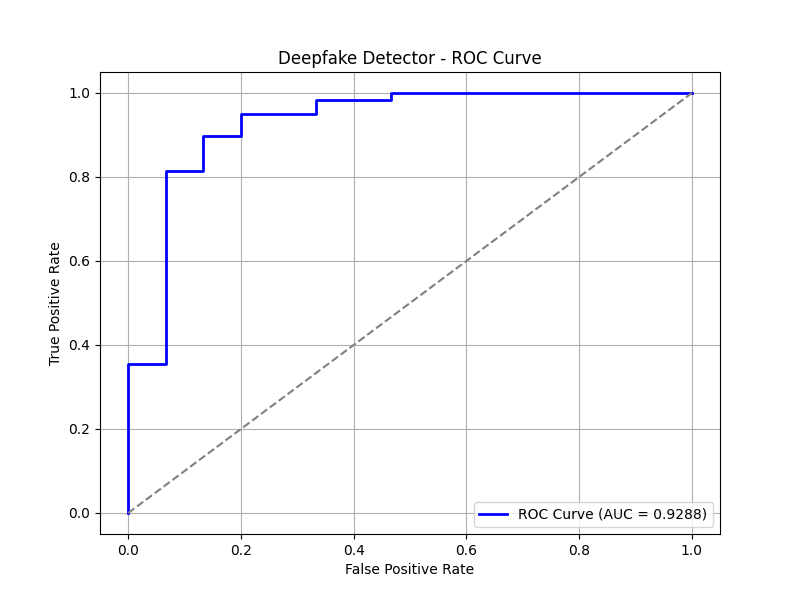 Deepfake Detector - ROC Curve
1.0
0.8
0.6
0.4
0.2
0.0
True Positive Rate
ROC Curve (AUC = 0.9288)
0.0 0.2 0.4 0.6 0.8 1.0
False Positive Rate